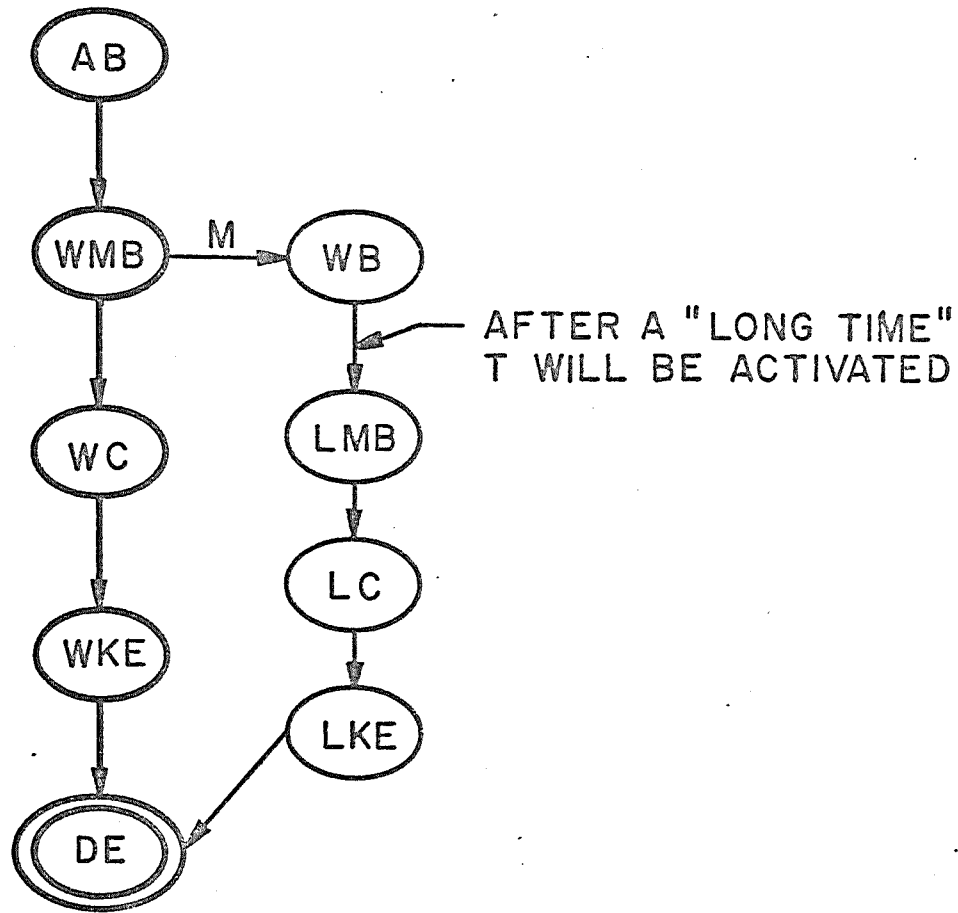 AB
WMB
M
WB
AFTER A "LONG TIME"
T WILL BE ACTIVATED
LMB
WC
LC
WKE
LKE
DE